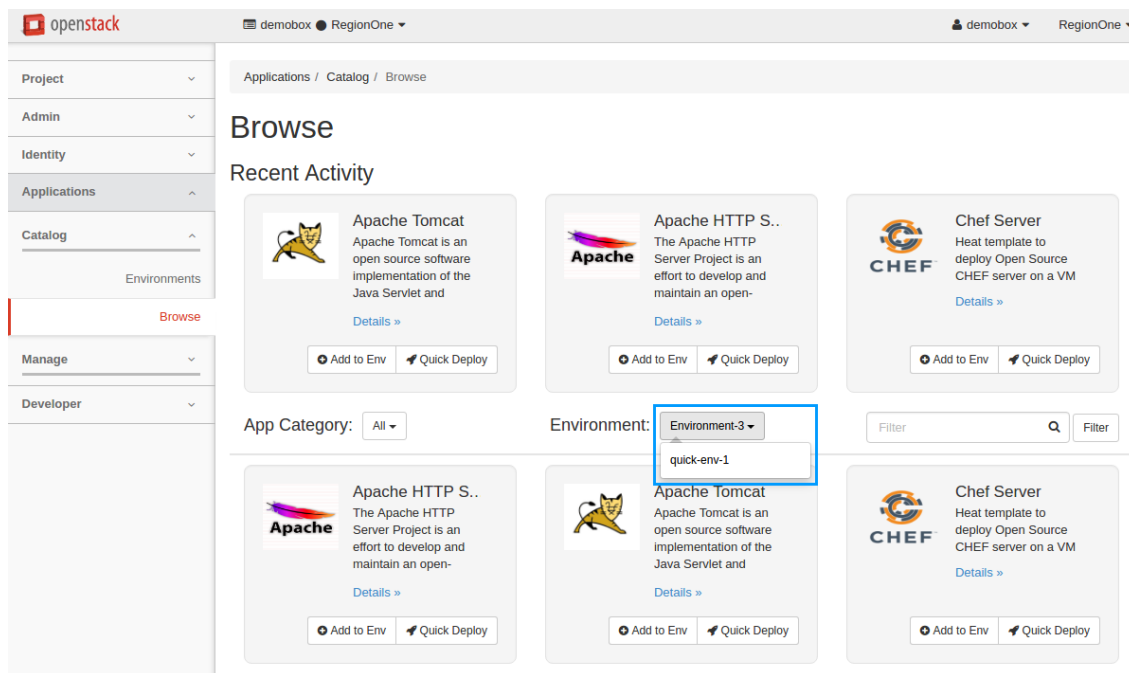 openstack
demobox RegionOne
demobox RegionOne
Project
Admin
Identity
Applications
Catalog
Environments
Browse
Manage
Developer
Applications / Catalog / Browse
Browse
Recent Activity
Apache Tomcat
Apache Tomcat is an
open source software
implementation of the
Java Servlet and
Details »
Add to Env Quick Deploy
Apache
Apache HTTP S..
The Apache HTTP
Server Project is an
effort to develop and
maintain an open-
Details »
Add to Env Quick Deploy
CHEF
Chef Server
Heat template to
deploy Open Source
CHEF server on a VM
Details »
Add to Env Quick Deploy
App Category: All
Environment: Environment-3
quick-env-1
Filter Filter
Apache
Apache HTTP S..
The Apache HTTP
Server Project is an
effort to develop and
maintain an open-
Details »
Add to Env Quick Deploy
Apache Tomcat
Apache Tomcat is an
open source software
implementation of the
Java Servlet and
Details »
Add to Env Quick Deploy
CHEF
Chef Server
Heat template to
deploy Open Source
CHEF server on a VM
Details »
Add to Env Quick Deploy